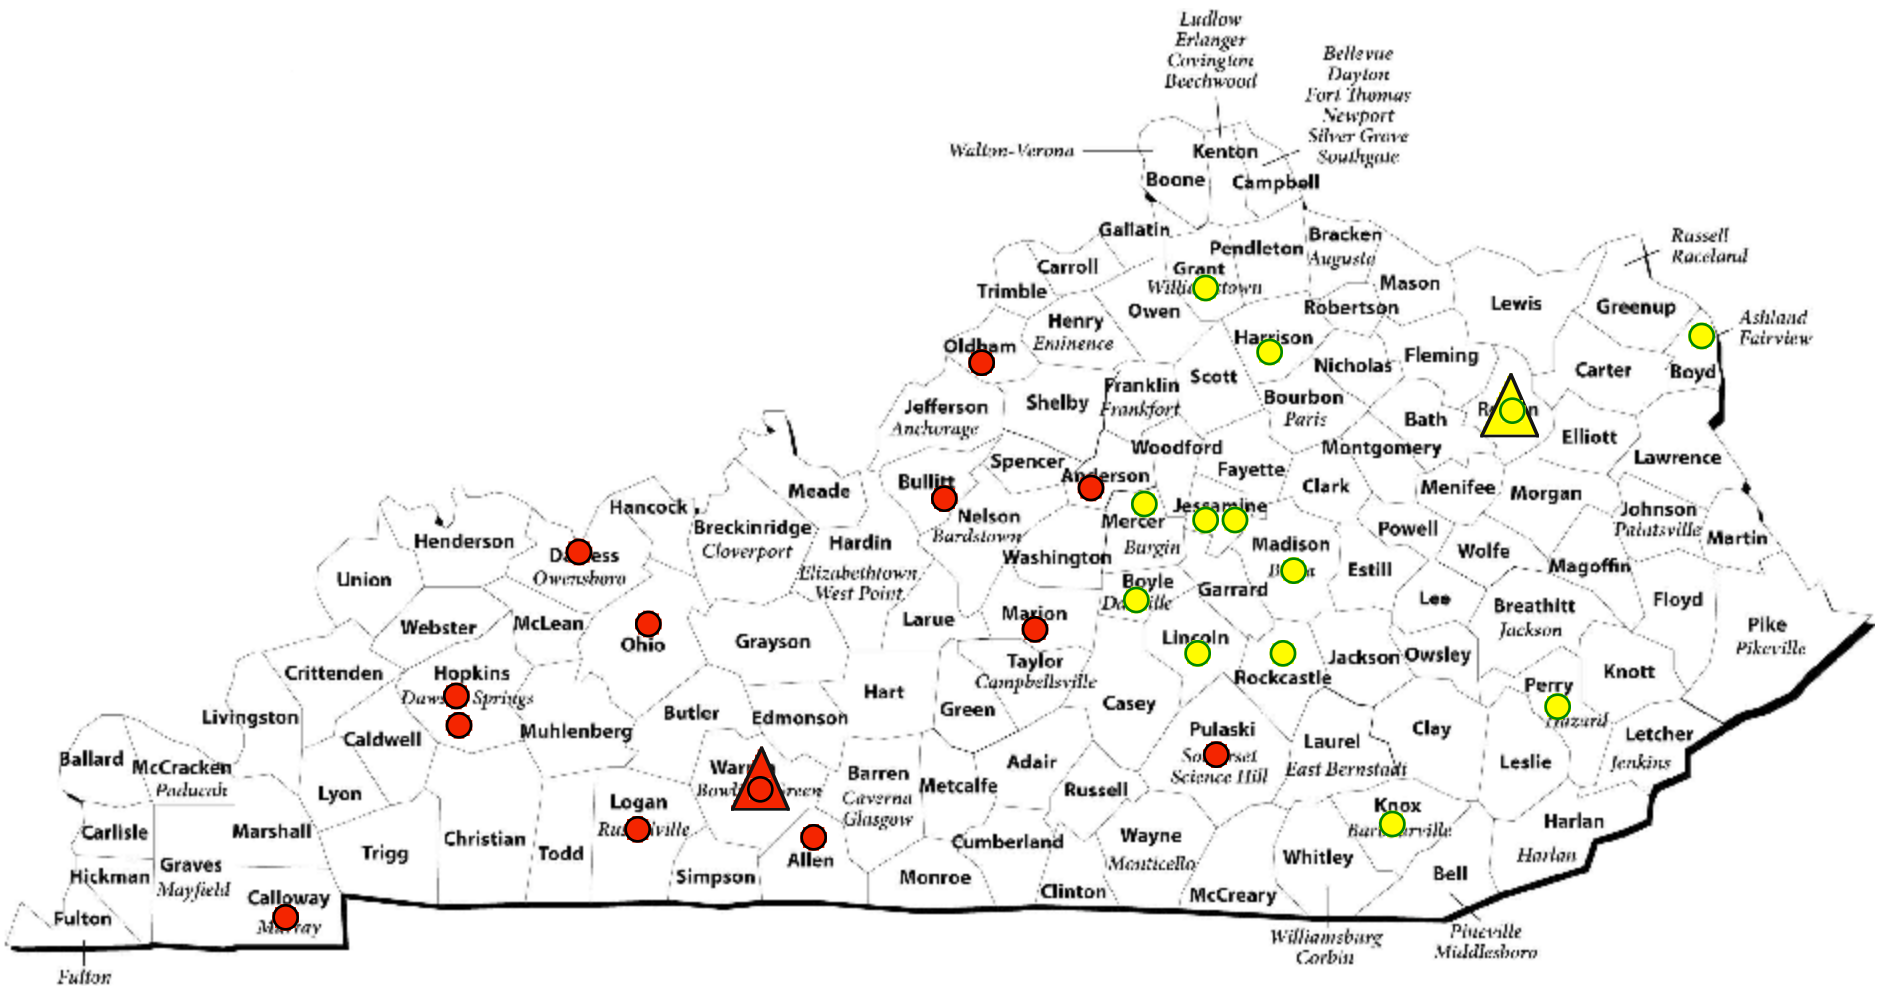 Ludlow
Erlanger
Covington
Beechwood
Bellevue
Dayton
Fort Thomas
Newport
Silver Grove
Southgate
Walton-Verona
Kenton
Boone
Campbell
Gallatin
Pendleton
Bracken
Augusta
Russell
Raceland
Carroll
Grant
Mason
Trimble
Owen
Robertson
Lewis
Greenup
Ashland
Fairview
Henry
Eminence
Harrison
Oldham
Nicholas
Fleming
Carter
Boyd
Scott
Franklin
Frankfort
Shelby
Jefferson
Anchorage
Bourbon
Paris
Bath
Elliott
Woodford
Montgomery
Lawrence
Spencer
Anderson
Fayette
Bullitt
Clark
Menifee
Morgan
Meade
Hancock
Nelson
Bardstown
Jessamine
Johnson
Paintsville
Mercer
Burgin
Powell
Martin
Breckinridge
Cloverport
Hardin
Elizabethtown
West Point
Henderson
Owensboro
Washington
Madison
Wolfe
Magoffin
Estill
Union
Boyle
Garrard
Lee
Breathitt
Jackson
Floyd
Webster
McLean
Larue
Marion
Pike
Pikeville
Ohio
Grayson
Lincoln
Jackson
Owsley
Crittenden
Hopkins
Springs
Taylor
Campbellsville
Rockcastle
Knott
Perry
Hazard
Hart
Green
Casey
Livingston
Butler
Edmonson
Muhlenberg
Caldwell
Pulaski
Science Hill
Laurel
East Bernstadt
Clay
Letcher
Jenkins
Leslie
Ballard
McCracken
Paducah
Barren
Caverna
Glasgow
Metcalfe
Adair
Russell
Lyon
Logan
Knox
Carlisle
Marshall
Christian
Trigg
Todd
Allen
Cumberland
Wayne
Monticello
Whitley
Harlan
Harlan
Hickman
Graves
Mayfield
Simpson
Monroe
Clinton
McCreary
Bell
Calloway
Fulton
Williamsburg
Corbin
Pineville
Middlesboro
Fulton